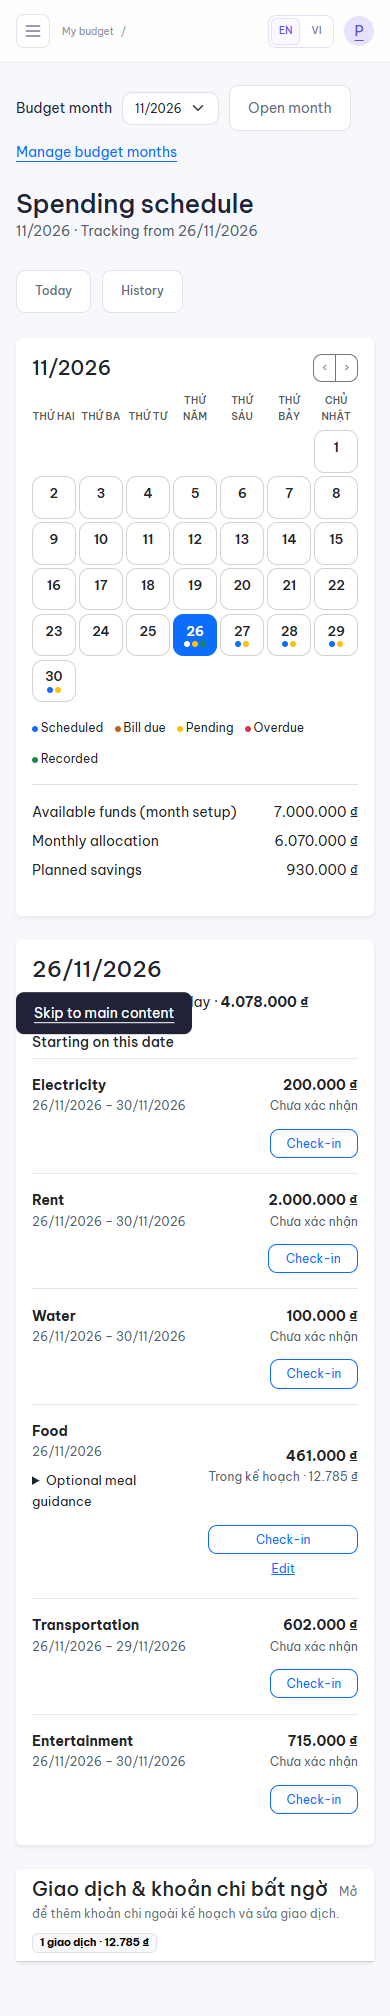 My budget /
EN VI P
Budget month 11/2026 Open month
Manage budget months
Spending schedule
11/2026 · Tracking from 26/11/2026
Today History
11/2026 ‹ ›
THỨ HAI THỨ BA THỨ TƯ THỨ NĂM THỨ SÁU THỨ BẢY CHỦ NHẬT
1
2 3 4 5 6 7 8
9 10 11 12 13 14 15
16 17 18 19 20 21 22
23 24 25 26 27 28 29
30
Scheduled Bill due Pending Overdue
Recorded
Available funds (month setup) 7.000.000 ₫
Monthly allocation 6.070.000 ₫
Planned savings 930.000 ₫
26/11/2026
lay · 4.078.000 ₫
Skip to main content
Starting on this date
Electricity 200.000 ₫
26/11/2026 – 30/11/2026 Chưa xác nhận
Check-in
Rent 2.000.000 ₫
26/11/2026 – 30/11/2026 Chưa xác nhận
Check-in
Water 100.000 ₫
26/11/2026 – 30/11/2026 Chưa xác nhận
Check-in
Food
26/11/2026 461.000 ₫
Trong kế hoạch · 12.785 ₫
▶ Optional meal
guidance
Check-in
Edit
Transportation 602.000 ₫
26/11/2026 – 29/11/2026 Chưa xác nhận
Check-in
Entertainment 715.000 ₫
26/11/2026 – 30/11/2026 Chưa xác nhận
Check-in
Giao dịch & khoản chi bất ngờ Mở
để thêm khoản chi ngoài kế hoạch và sửa giao dịch.
1 giao dịch · 12.785 ₫